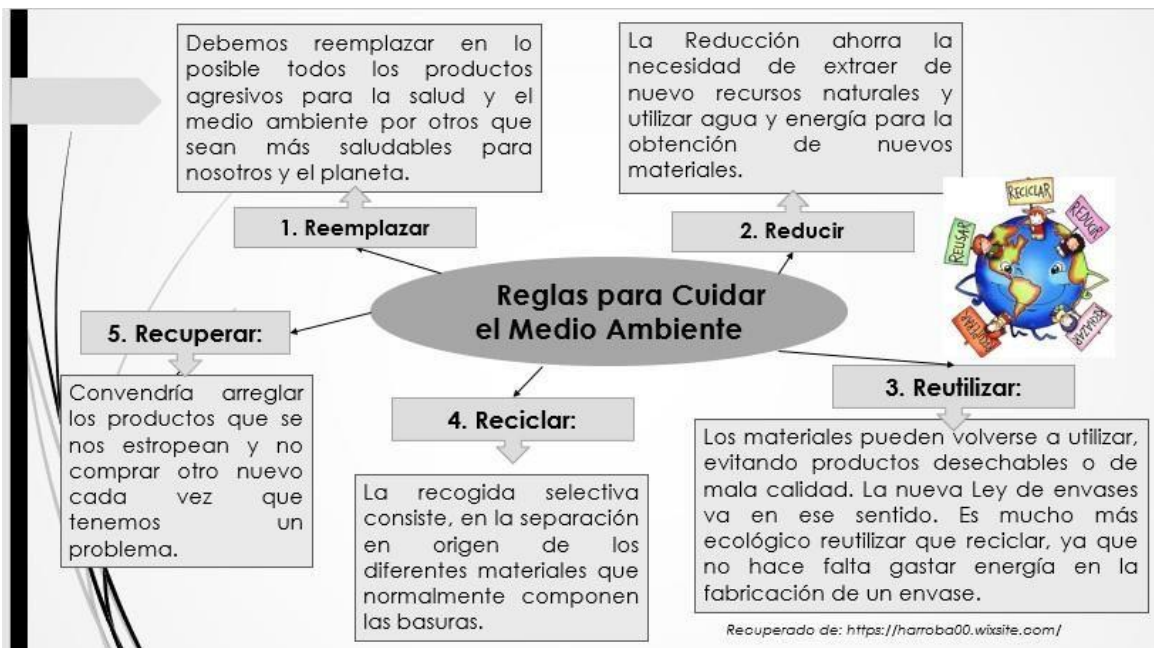 Debemos reemplazar en lo
posible todos los productos
agresivos para la salud y el
medio ambiente por otros que
sean más saludables para
nosotros y el planeta.
1. Reemplazar
La Reducción ahorra la
necesidad de extraer de
nuevo recursos naturales y
utilizar agua y energía para la
obtención de nuevos
materiales.
2. Reducir
RECICLAR
REDUCIR
REUSAR
RECUPERAR
RECHAZAR
Reglas para Cuidar
el Medio Ambiente
5. Recuperar:
Convendría arreglar
los productos que se
nos estropean y no
comprar otro nuevo
cada vez que
tenemos un
problema.
4. Reciclar:
La recogida selectiva
consiste, en la separación
en origen de los
diferentes materiales que
normalmente componen
las basuras.
3. Reutilizar:
Los materiales pueden volverse a utilizar,
evitando productos desechables o de
mala calidad. La nueva Ley de envases
va en ese sentido. Es mucho más
ecológico reutilizar que reciclar, ya que
no hace falta gastar energía en la
fabricación de un envase.
Recuperado de: https://harroba00.wixsite.com/